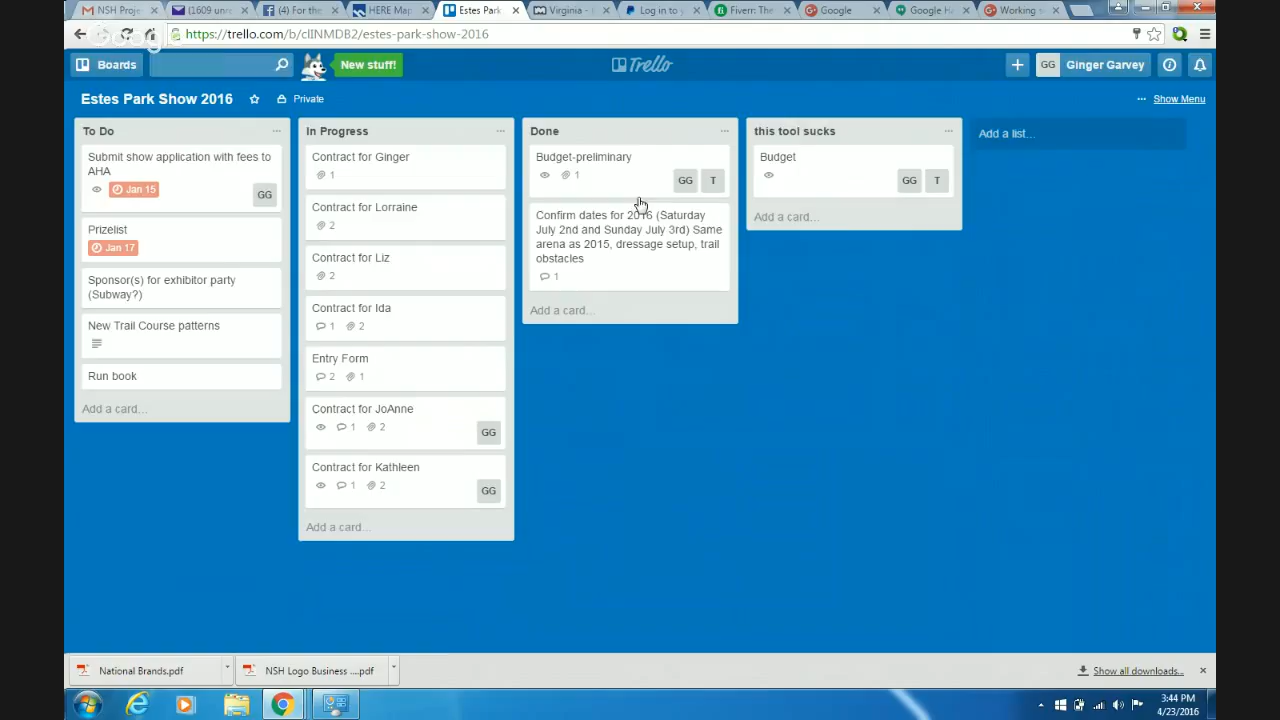 NSH Proje
(1609 unre
(4) For the
HERE Map
Estes Park
Virginia -
Log in to y
Fiverr: The
Google
Google Ha
Working s
https://trello.com/b/clINMDB2/estes-park-show-2016
Google
Boards
New stuff!
Trello
GG Ginger Garvey
Estes Park Show 2016
Private
Show Menu
To Do
Submit show application with fees to
AHA
Jan 15
GG
Prizelist
Jan 17
Sponsor(s) for exhibitor party
(Subway?)
New Trail Course patterns
Run book
Add a card...
In Progress
Contract for Ginger
1
Contract for Lorraine
2
Contract for Liz
2
Contract for Ida
1 2
Entry Form
2 1
Contract for JoAnne
1 2
GG
Contract for Kathleen
1 2
GG
Add a card...
Done
Budget-preliminary
1
GG T
Confirm dates for 2016 (Saturday
July 2nd and Sunday July 3rd) Same
arena as 2015, dressage setup, trail
obstacles
1
Add a card...
this tool sucks
Budget
GG T
Add a card...
Add a list...
National Brands.pdf
NSH Logo Business ....pdf
Show all downloads...
3:44 PM
4/23/2016